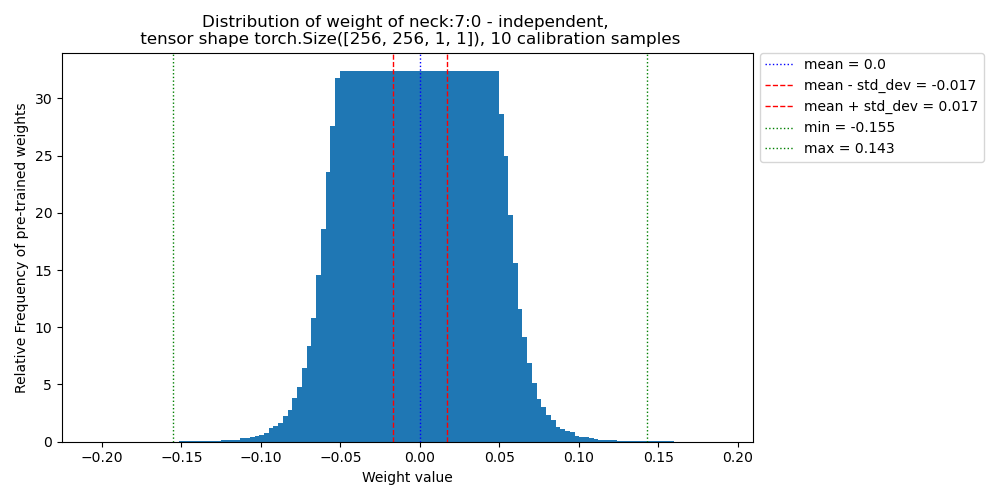 Distribution of weight of neck:7:0 - independent,
tensor shape torch.Size([256, 256, 1, 1]), 10 calibration samples
mean = 0.0
mean - std_dev = -0.017
mean + std_dev = 0.017
min = -0.155
max = 0.143
Relative Frequency of pre-trained weights
30
25
20
15
10
5
0
−0.20 −0.15 −0.10 −0.05 0.00 0.05 0.10 0.15 0.20
Weight value